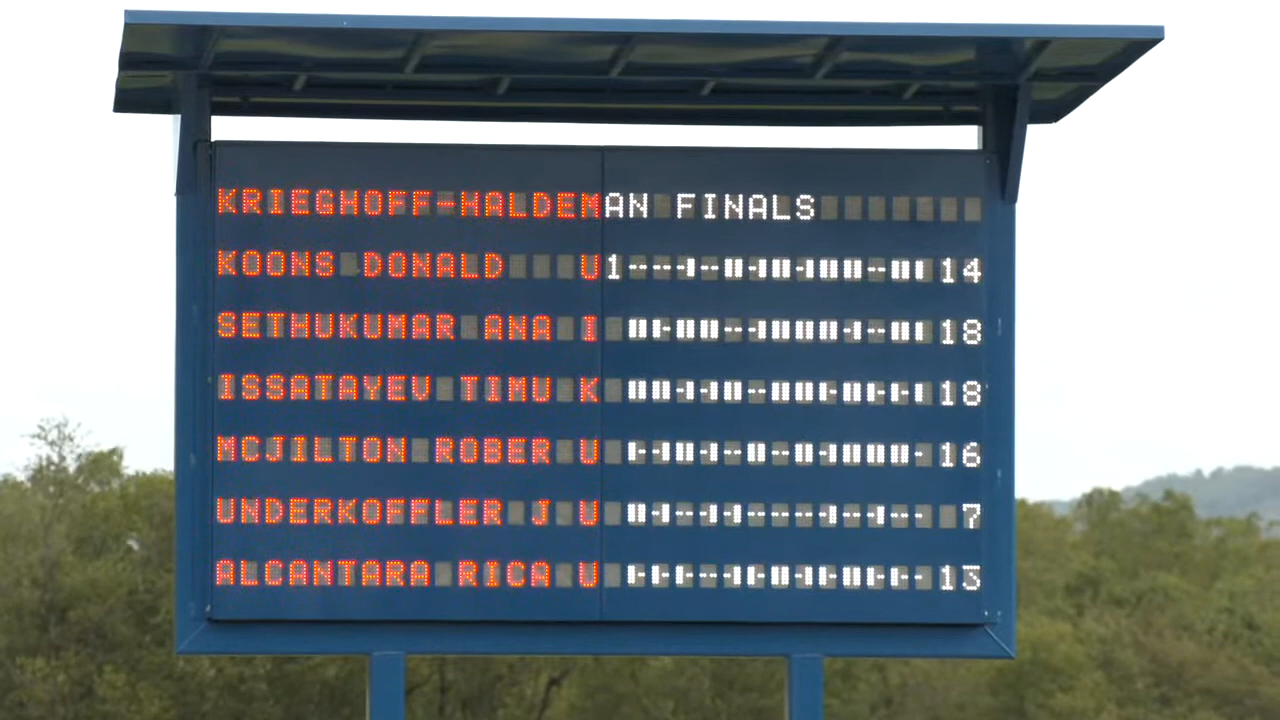 KRIEGHOFF-HALDEMAN FINALS
KOONS DONALD U1 14
SETHUKUMAR ANA I 18
ISSATAYEV TIMU K 18
MCJILTON ROBER U 16
UNDERKOFFLER J U 7
ALCANTARA RICA U 13